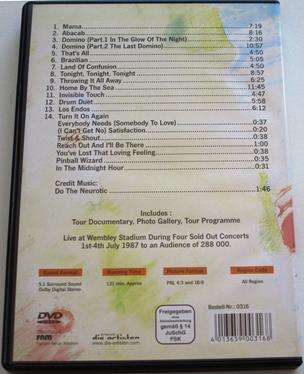 1. Mama 7:19
2. Abacab 8:16
3. Domino (Part.1 In The Glow Of The Night) 2:30
4. Domino (Part.2 The Last Domino) 10:57
5. That's All 4:50
6. Brazilian 5:05
7. Land Of Confusion 4:50
8. Tonight, Tonight, Tonight 8:57
9. Throwing It All Away 6:25
10. Home By The Sea 11:45
11. Invisible Touch 4:47
12. Drum Duet 5:58
13. Los Endos 6:12
14. Turn It On Again
Everybody Needs (Somebody To Love) 0:37
(I Can't Get No) Satisfaction 0:20
Twist & Shout 0:38
Reach Out And I'll Be There 1:00
You've Lost That Loving Feeling 0:38
Pinball Wizard 0:35
In The Midnight Hour 0:31
Credit Music:
Do The Neurotic 1:46
Includes :
Tour Documentary, Photo Gallery, Tour Programme
Live at Wembley Stadium During Four Sold Out Concerts
1st-4th July 1987 to an Audience of 288 000.
Sound Format Running Time Picture Format Region Code
5.1 Surround Sound
Dolby Digital Stereo
131 min. Approx
PAL 4:3 and 16:9
All Region
DVD
die artisten
www.die-artisten.com
Freigegeben
gemäß § 14
JuSchG
FSK
Bestell-Nr.: 0316
4 013659 003168